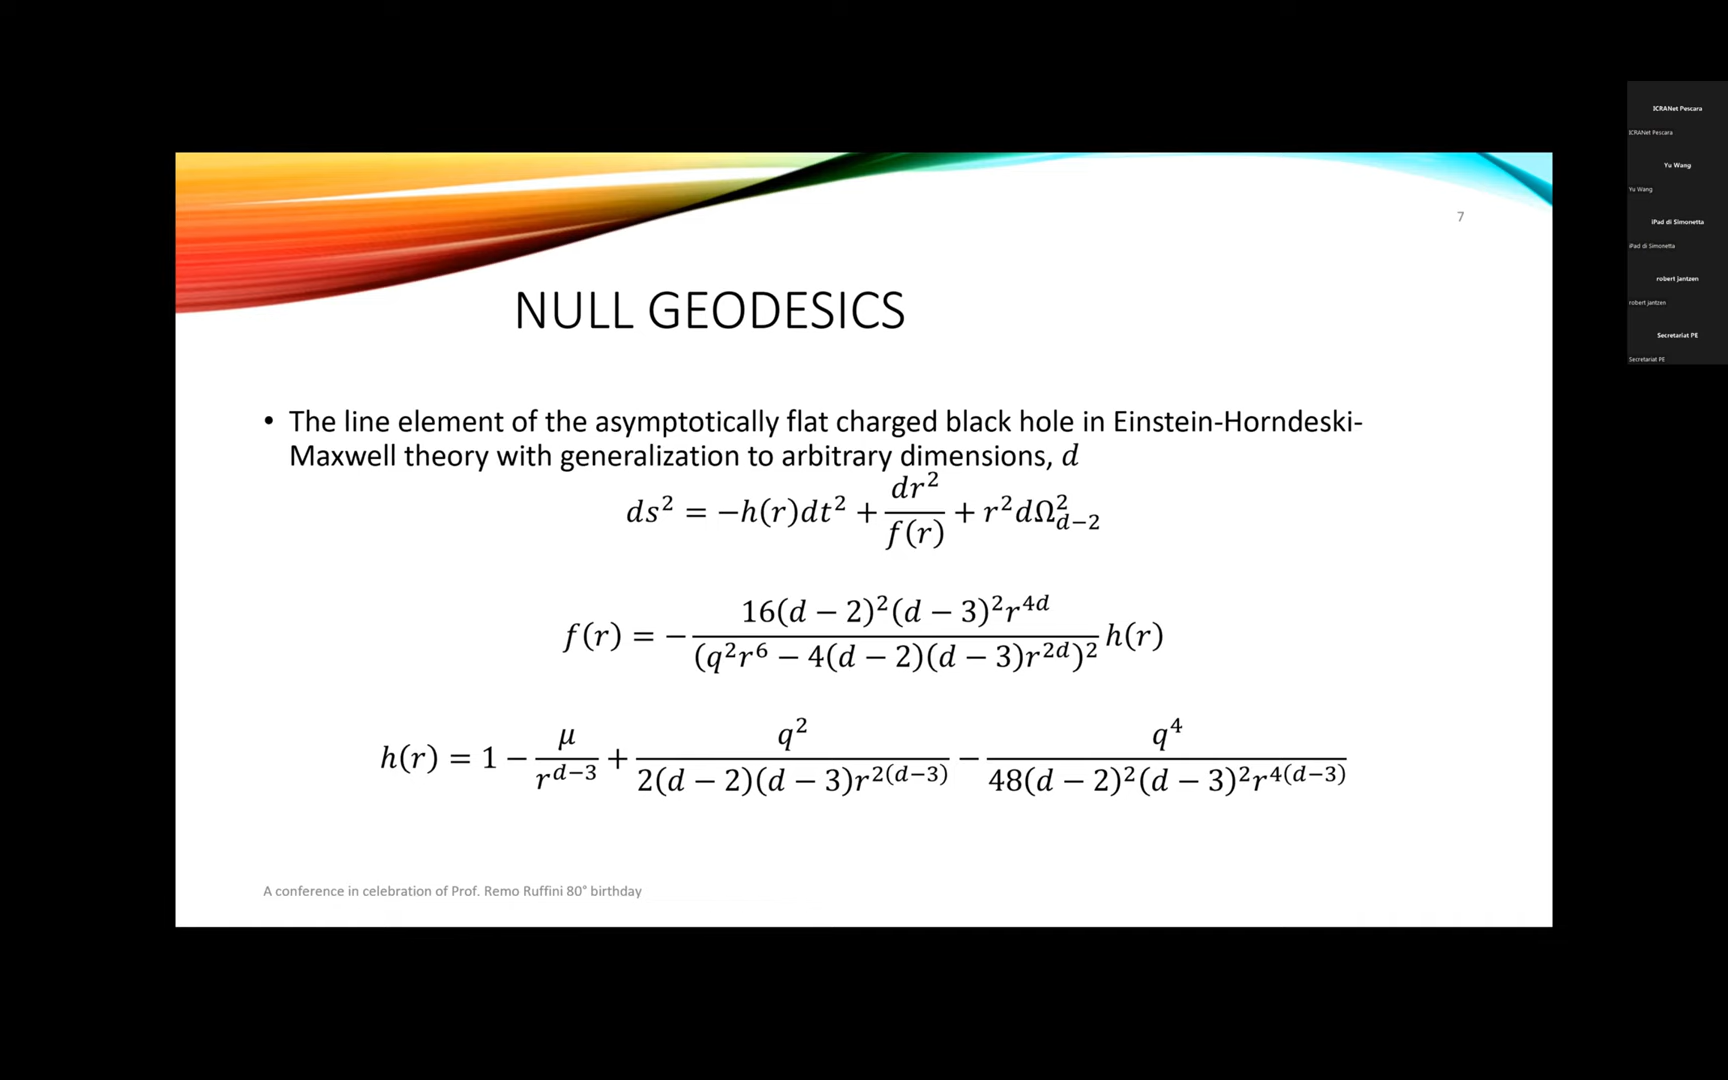 7
NULL GEODESICS
• The line element of the asymptotically flat charged black hole in Einstein-Horndeski-
Maxwell theory with generalization to arbitrary dimensions, d
ds² = −h(r)dt² + dr²/f(r) + r²dΩ²_{d−2}
f(r) = − 16(d − 2)²(d − 3)²r^{4d} / (q²r⁶ − 4(d − 2)(d − 3)r^{2d})² h(r)
h(r) = 1 − μ/r^{d−3} + q²/2(d − 2)(d − 3)r^{2(d−3)} − q⁴/48(d − 2)²(d − 3)²r^{4(d−3)}
A conference in celebration of Prof. Remo Ruffini 80° birthday
ICRANet Pescara
ICRANet Pescara
Yu Wang
Yu Wang
iPad di Simonetta
iPad di Simonetta
robert jantzen
robert jantzen
Secretariat PE
Secretariat PE